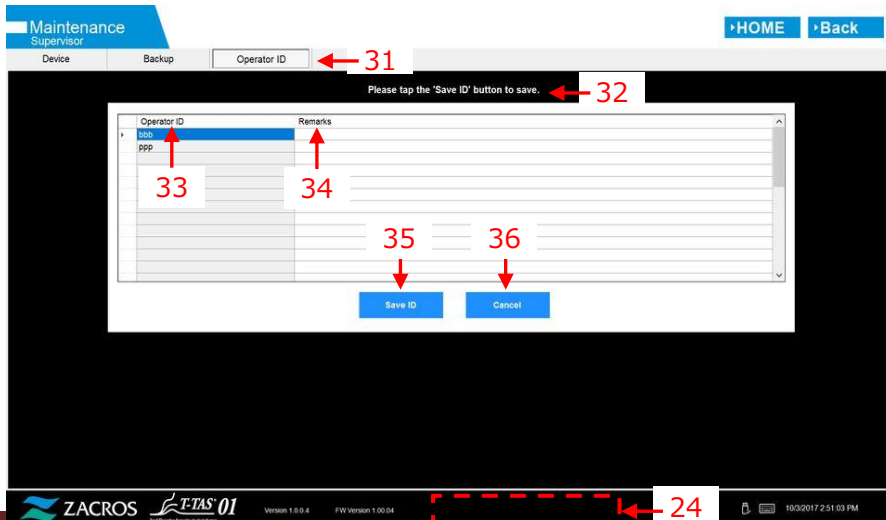 Maintenance
Supervisor
▸HOME ▸Back
Device Backup Operator ID 31
Please tap the 'Save ID' button to save. 32
Operator ID Remarks
bbb
ppp
33 34
35 36
Save ID Cancel
ZACROS T-TAS 01 Version 1.0.0.4 FW Version 1.00.04 24 10/3/2017 2:51:03 PM